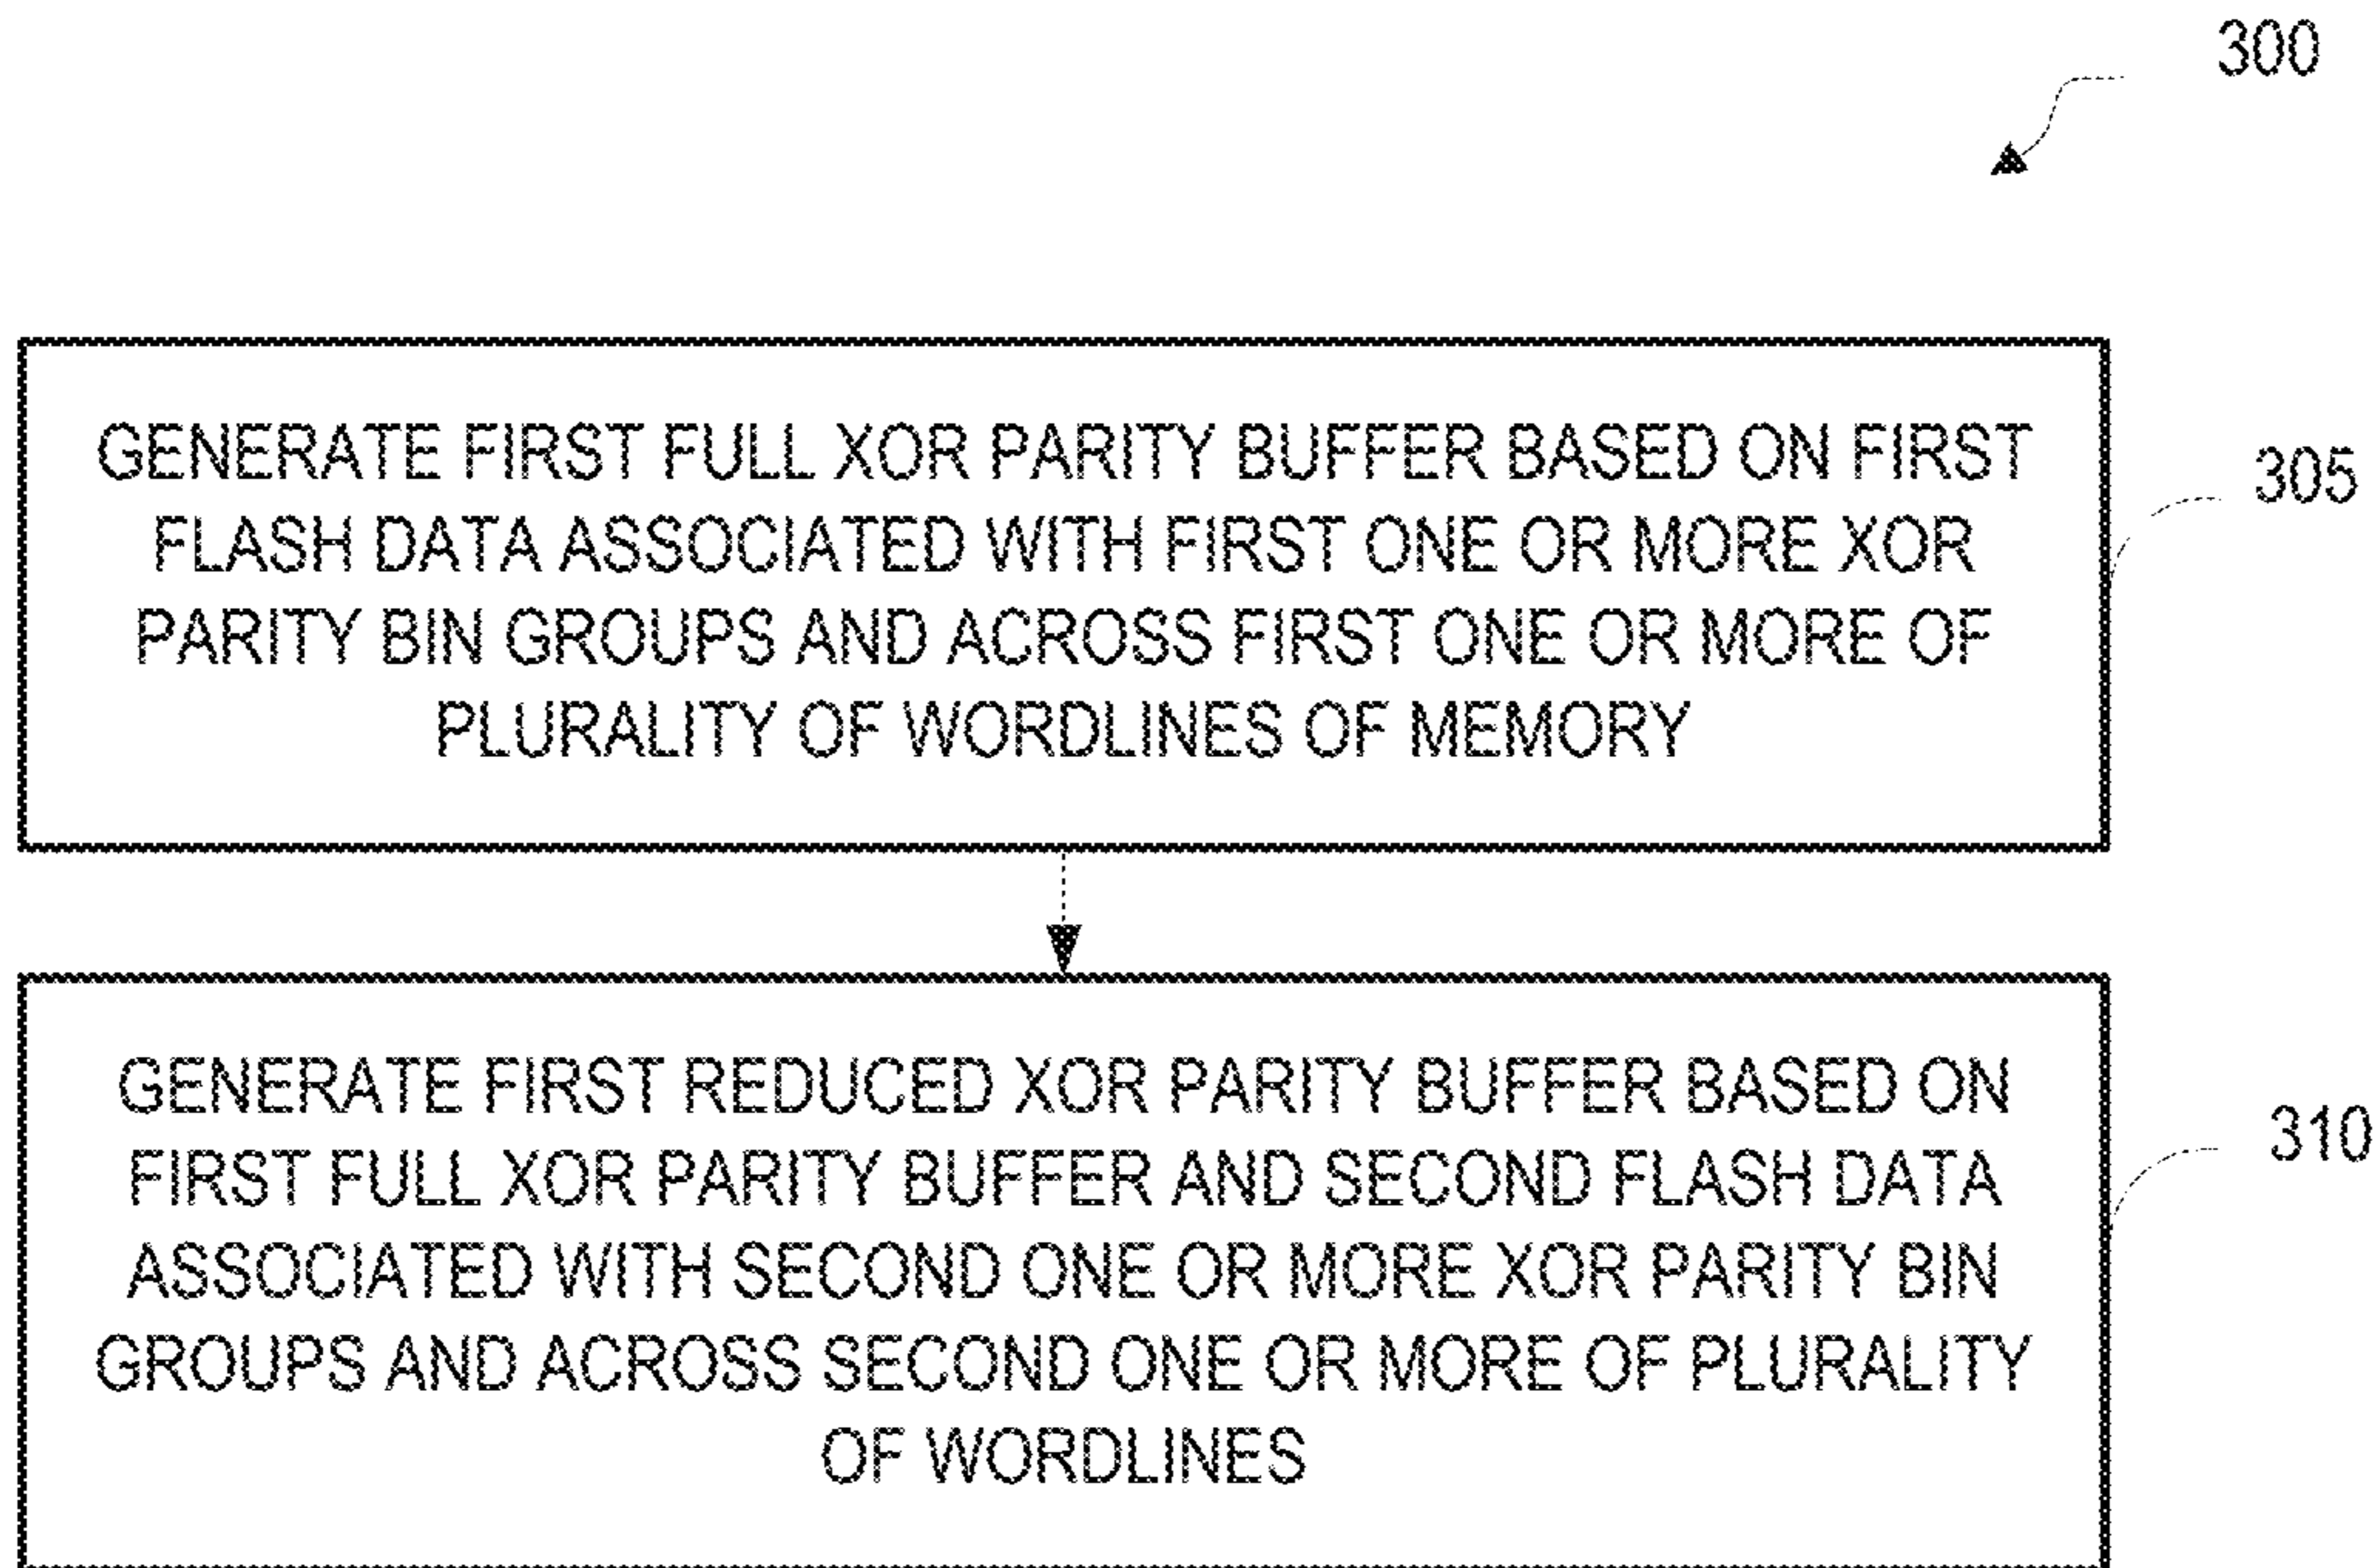 300
GENERATE FIRST FULL XOR PARITY BUFFER BASED ON FIRST
FLASH DATA ASSOCIATED WITH FIRST ONE OR MORE XOR
PARITY BIN GROUPS AND ACROSS FIRST ONE OR MORE OF
PLURALITY OF WORDLINES OF MEMORY
305
GENERATE FIRST REDUCED XOR PARITY BUFFER BASED ON
FIRST FULL XOR PARITY BUFFER AND SECOND FLASH DATA
ASSOCIATED WITH SECOND ONE OR MORE XOR PARITY BIN
GROUPS AND ACROSS SECOND ONE OR MORE OF PLURALITY
OF WORDLINES
310